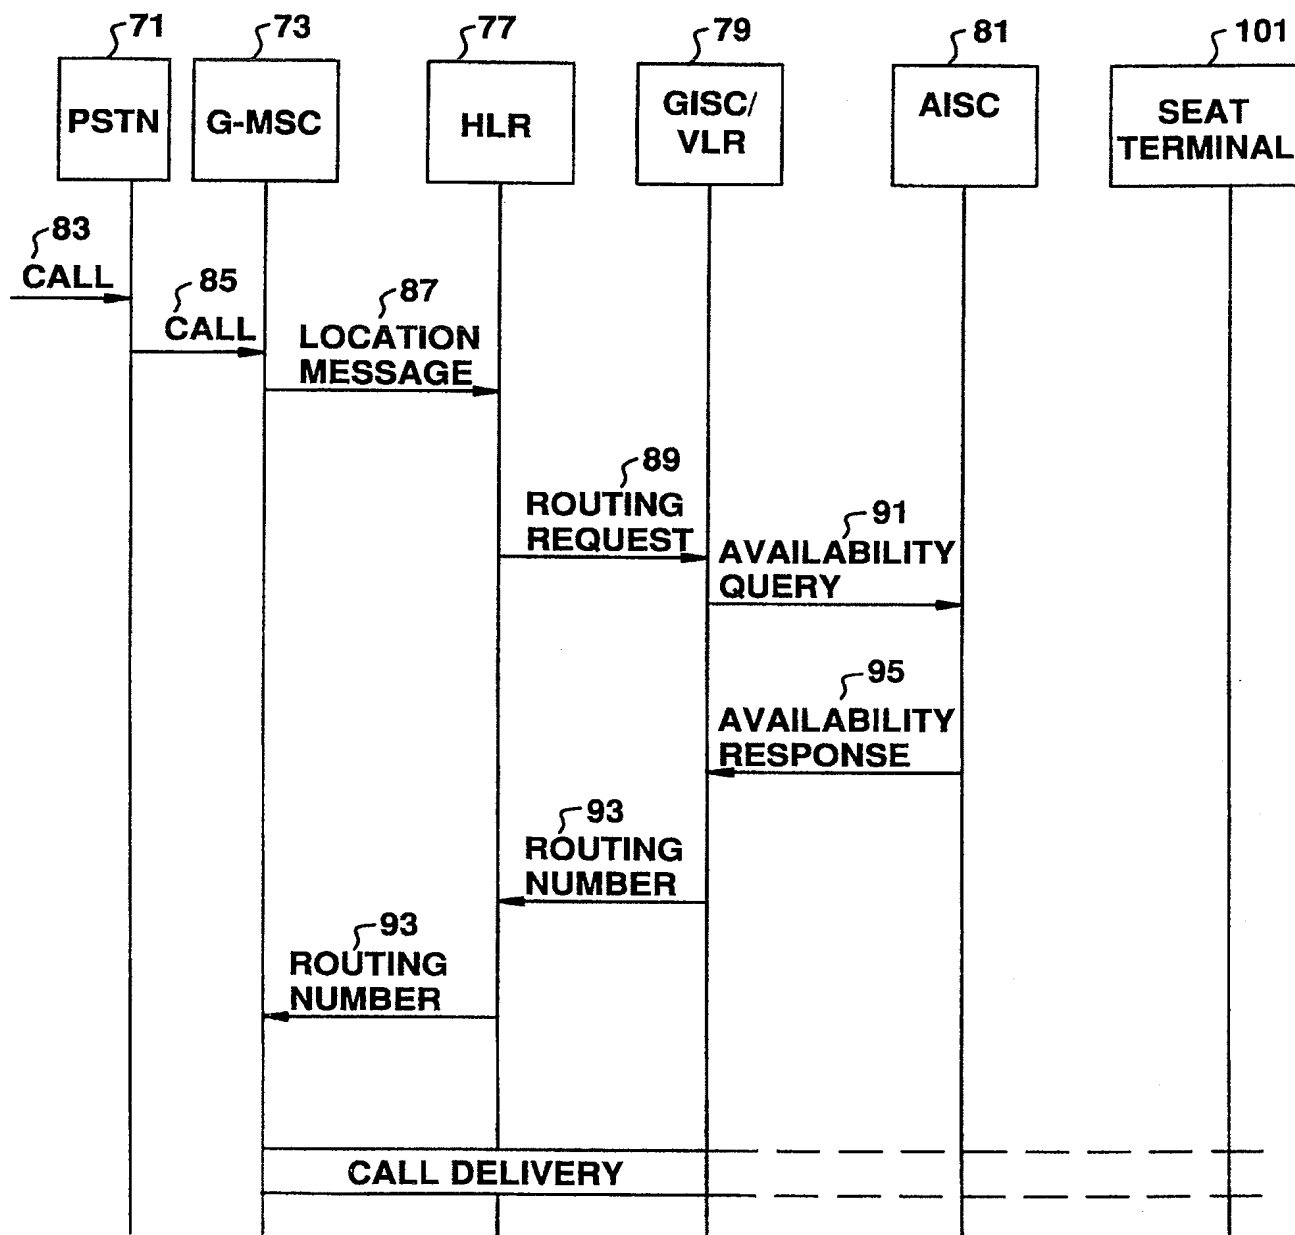 71
73
77
79
81
101
PSTN
G-MSC
HLR
GISC/
VLR
AISC
SEAT
TERMINAL
83
CALL
85
CALL
87
LOCATION
MESSAGE
89
ROUTING
REQUEST
91
AVAILABILITY
QUERY
95
AVAILABILITY
RESPONSE
93
ROUTING
NUMBER
93
ROUTING
NUMBER
CALL DELIVERY